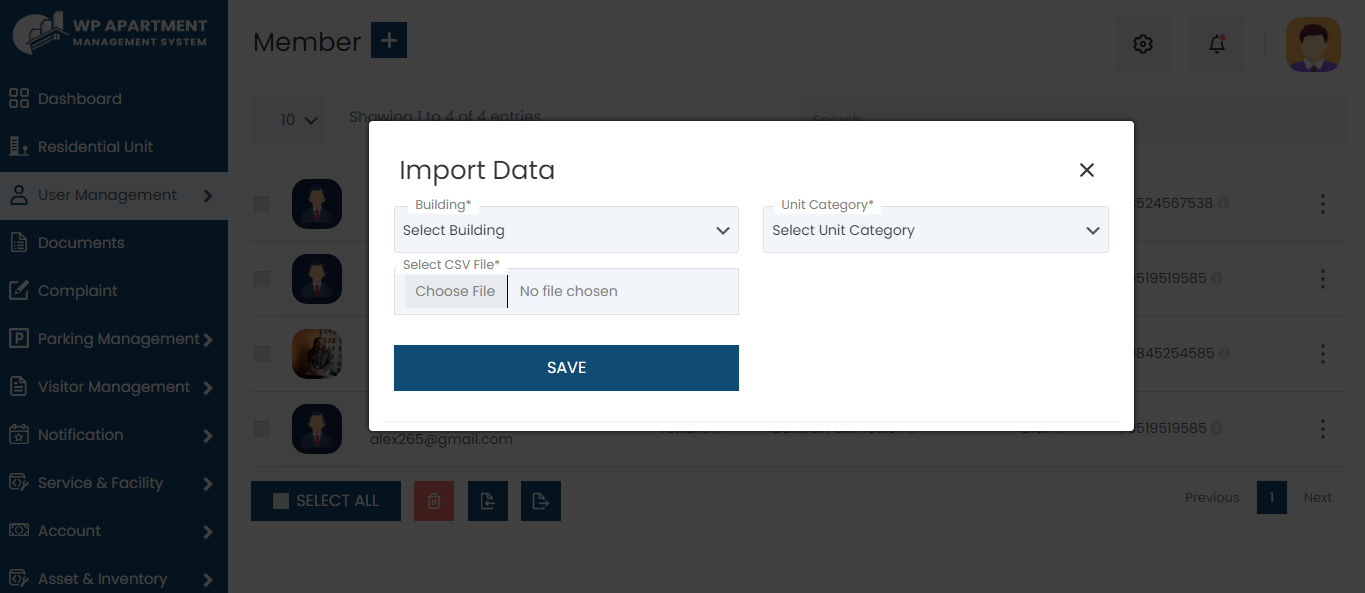 WP APARTMENT
MANAGEMENT SYSTEM
Member
Dashboard
Residential Unit
User Management
Documents
Complaint
Parking Management
Visitor Management
Notification
Service & Facility
Account
Asset & Inventory
10
Showing 1 to 4 of 4 entries
Search
Import Data
Building*
Select Building
Unit Category*
Select Unit Category
Select CSV File*
Choose File
No file chosen
SAVE
524567538
519519585
845254585
519519585
alex265@gmail.com
SELECT ALL
Previous
1
Next